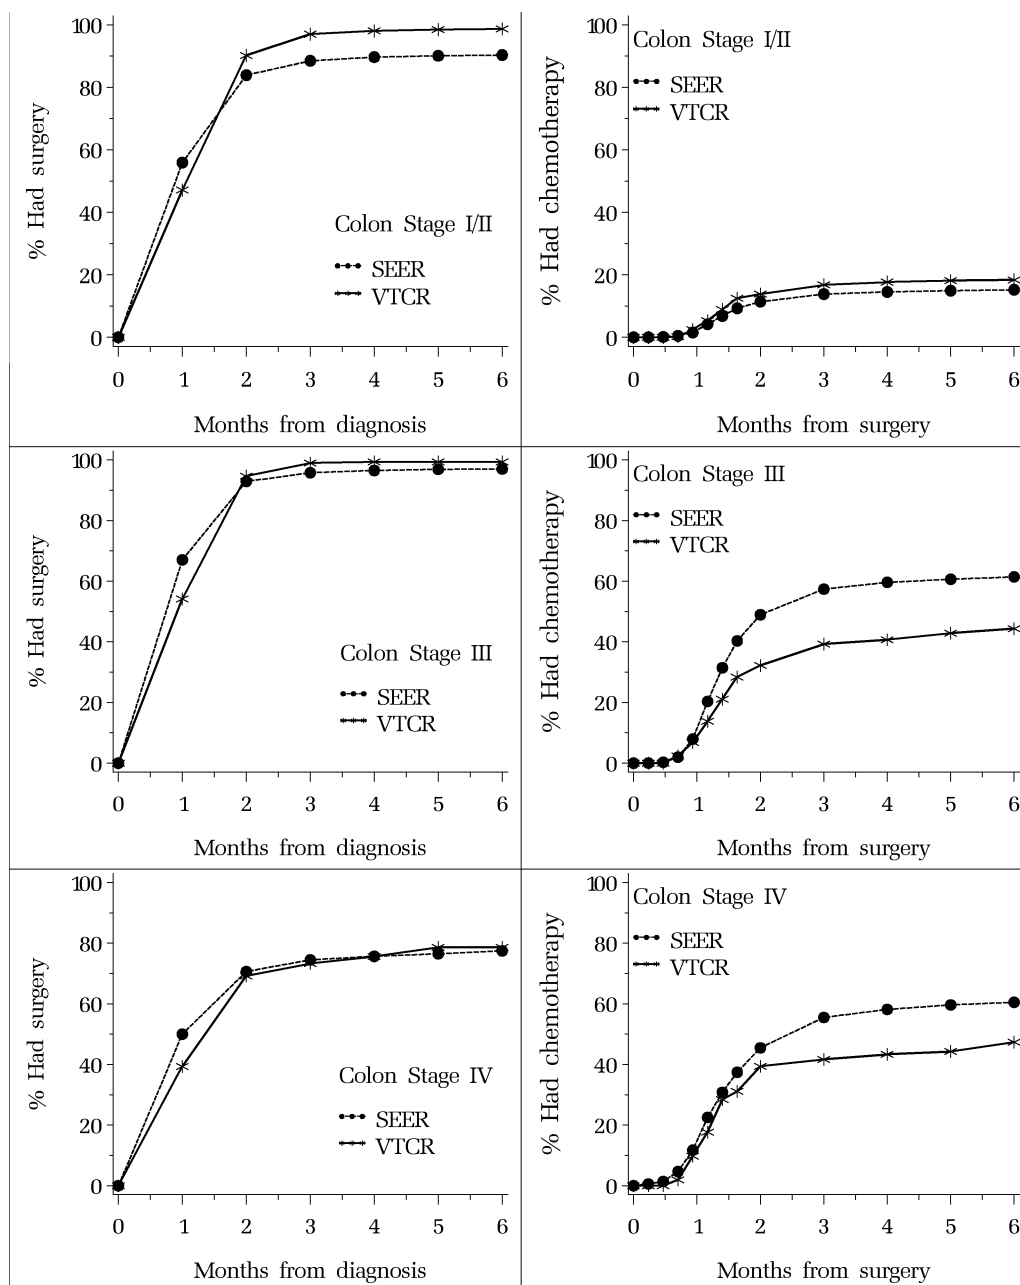 % Had surgery
100
80
60
40
20
0
Colon Stage I/II
SEER
VTCR
0 1 2 3 4 5 6
Months from diagnosis
% Had chemotherapy
100
80
60
40
20
0
Colon Stage I/II
SEER
VTCR
0 1 2 3 4 5 6
Months from surgery
% Had surgery
100
80
60
40
20
0
Colon Stage III
SEER
VTCR
0 1 2 3 4 5 6
Months from diagnosis
% Had chemotherapy
100
80
60
40
20
0
Colon Stage III
SEER
VTCR
0 1 2 3 4 5 6
Months from surgery
% Had surgery
100
80
60
40
20
0
Colon Stage IV
SEER
VTCR
0 1 2 3 4 5 6
Months from diagnosis
% Had chemotherapy
100
80
60
40
20
0
Colon Stage IV
SEER
VTCR
0 1 2 3 4 5 6
Months from surgery